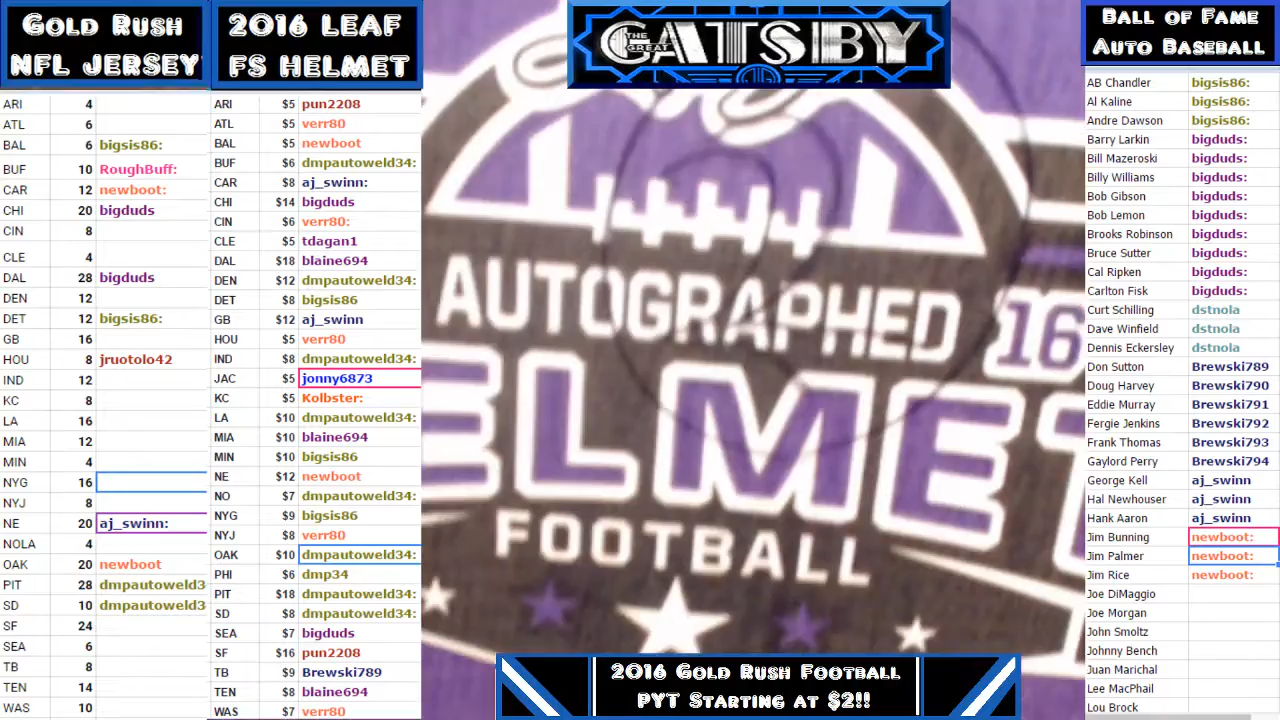 Gold Rush
NFL Jersey
ARI 4
ATL 6
BAL 6 bigsis86:
BUF 10 RoughBuff:
CAR 12 newboot:
CHI 20 bigduds
CIN 8
CLE 4
DAL 28 bigduds
DEN 12
DET 12 bigsis86:
GB 16
HOU 8 jruotolo42
IND 12
KC 8
LA 16
MIA 12
MIN 4
NYG 16
NYJ 8
NE 20 aj_swinn:
NOLA 4
OAK 20 newboot
PIT 28 dmpautoweld3
SD 10 dmpautoweld3
SF 24
SEA 6
TB 8
TEN 14
WAS 10
2016 Leaf
FS Helmet
ARI $5 pun2208
ATL $5 verr80
BAL $5 newboot
BUF $6 dmpautoweld34:
CAR $8 aj_swinn:
CHI $14 bigduds
CIN $6 verr80:
CLE $5 tdagan1
DAL $18 blaine694
DEN $12 dmpautoweld34:
DET $8 bigsis86
GB $12 aj_swinn
HOU $5 verr80
IND $8 dmpautoweld34:
JAC $5 jonny6873
KC $5 Kolbster:
LA $10 dmpautoweld34:
MIA $10 blaine694
MIN $10 bigsis86
NE $12 newboot
NO $7 dmpautoweld34:
NYG $9 bigsis86
NYJ $8 verr80
OAK $10 dmpautoweld34:
PHI $6 dmp34
PIT $18 dmpautoweld34:
SD $8 dmpautoweld34:
SEA $7 bigduds
SF $16 pun2208
TB $9 Brewski789
TEN $8 blaine694
WAS $7 verr80
THE GREAT GATSBY
AUTOGRAPHED 16
ELMET
FOOTBALL
2016 Gold Rush Football
PYT Starting at $2!!
Ball of Fame
Auto Baseball
AB Chandler bigsis86:
Al Kaline bigsis86:
Andre Dawson bigsis86:
Barry Larkin bigduds:
Bill Mazeroski bigduds:
Billy Williams bigduds:
Bob Gibson bigduds:
Bob Lemon bigduds:
Brooks Robinson bigduds:
Bruce Sutter bigduds:
Cal Ripken bigduds:
Carlton Fisk bigduds:
Curt Schilling dstnola
Dave Winfield dstnola
Dennis Eckersley dstnola
Don Sutton Brewski789
Doug Harvey Brewski790
Eddie Murray Brewski791
Fergie Jenkins Brewski792
Frank Thomas Brewski793
Gaylord Perry Brewski794
George Kell aj_swinn
Hal Newhouser aj_swinn
Hank Aaron aj_swinn
Jim Bunning newboot:
Jim Palmer newboot:
Jim Rice newboot:
Joe DiMaggio
Joe Morgan
John Smoltz
Johnny Bench
Juan Marichal
Lee MacPhail
Lou Brock